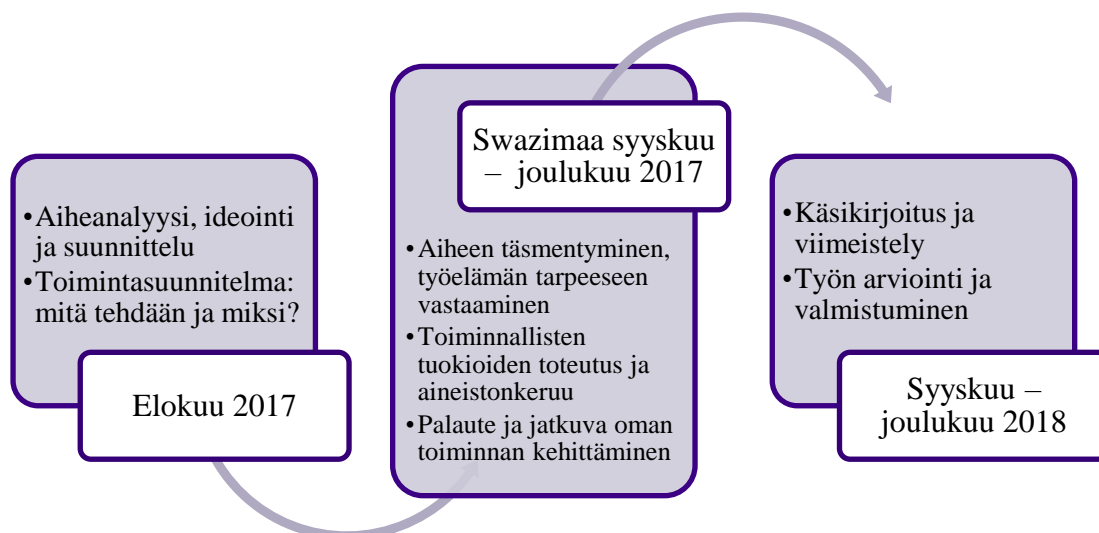 •Aiheanalyysi, ideointi
ja suunnittelu
•Toimintasuunnitelma:
mitä tehdään ja miksi?
Elokuu 2017
Swazimaa syyskuu
– joulukuu 2017
•Aiheen täsmentyminen,
työelämän tarpeeseen
vastaaminen
•Toiminnallisten
tuokioiden toteutus ja
aineistonkeruu
•Palaute ja jatkuva oman
toiminnan kehittäminen
•Käsikirjoitus ja
viimeistely
•Työn arviointi ja
valmistuminen
Syyskuu –
joulukuu 2018